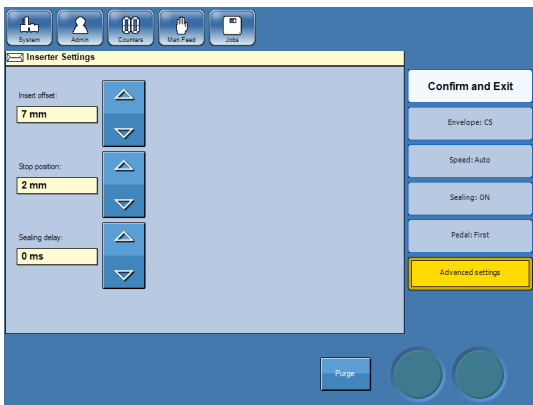 System
Admin
Counters
Man.Feed
Jobs
Inserter Settings
Insert offset:
7 mm
Stop position:
2 mm
Sealing delay:
0 ms
Confirm and Exit
Envelope: C5
Speed: Auto
Sealing: ON
Pedal: First
Advanced settings
Purge